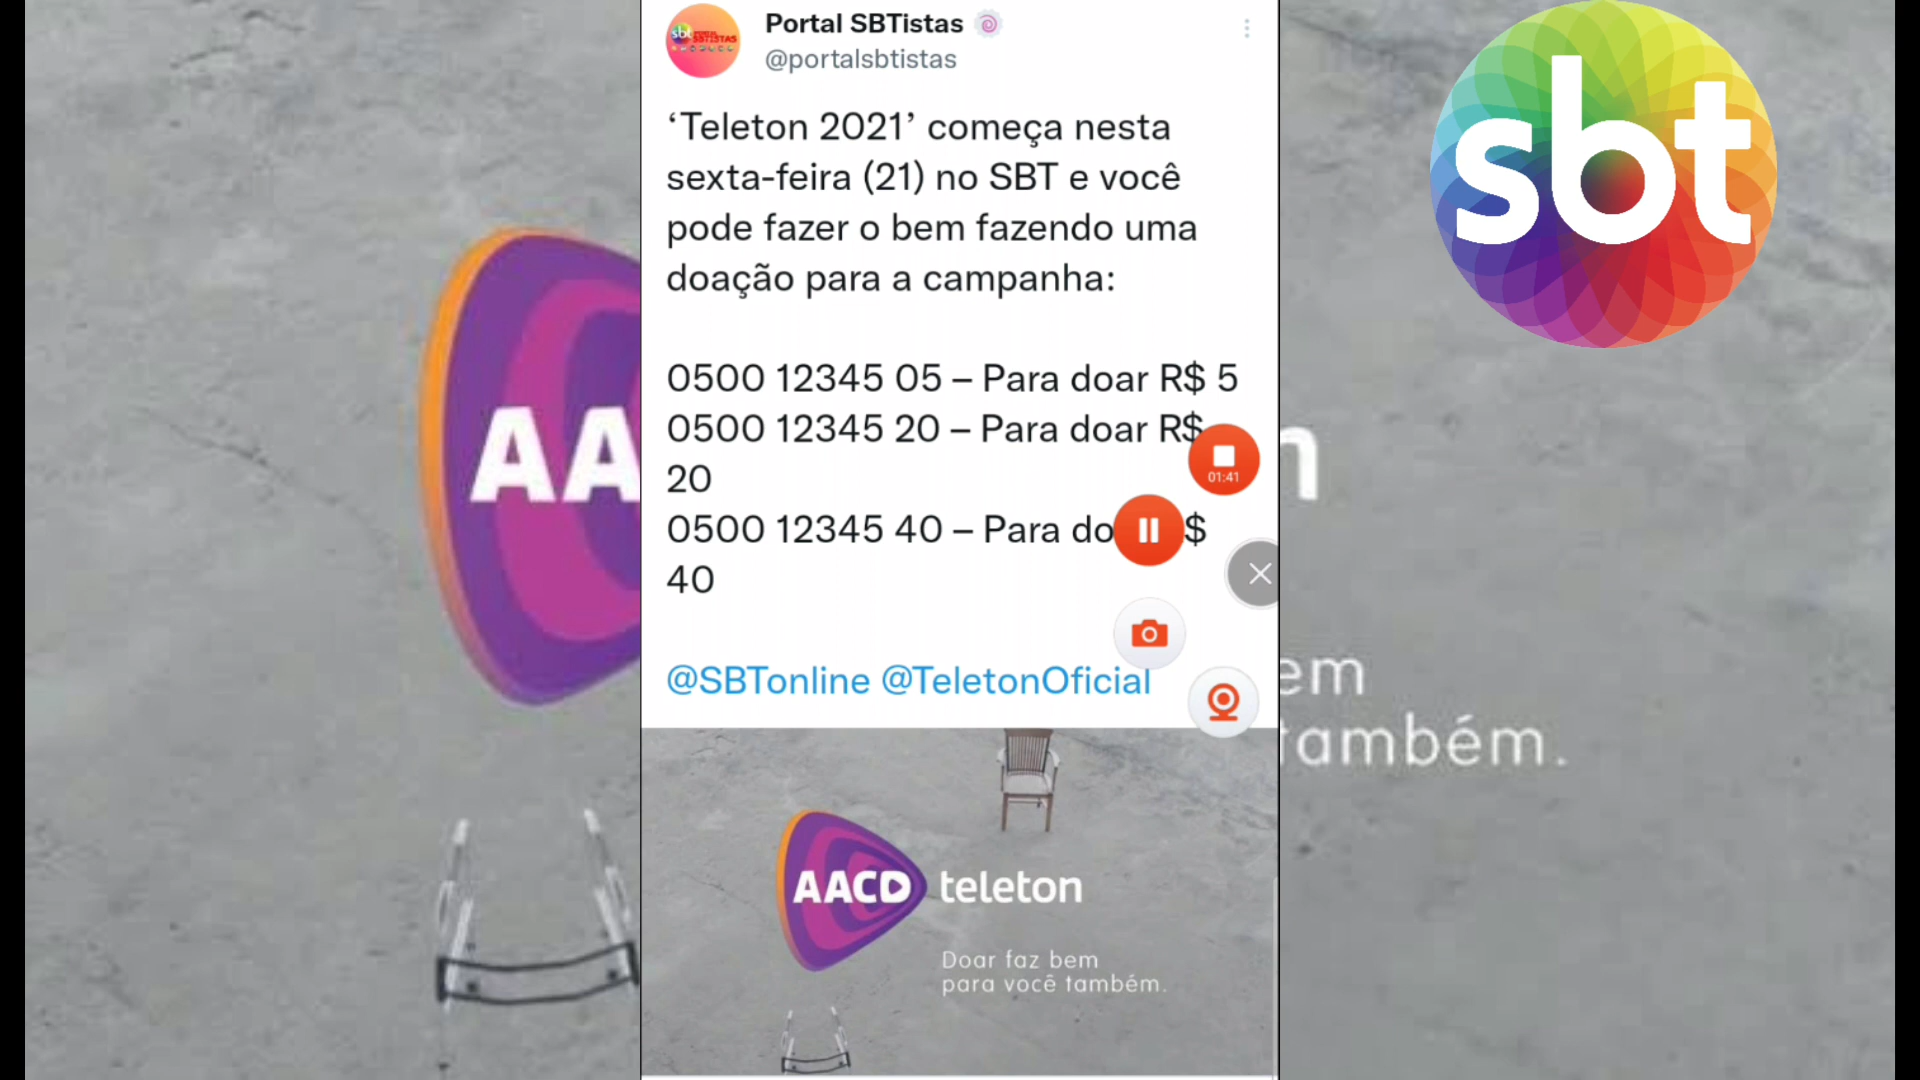 Portal SBTistas
@portalsbtistas
‘Teleton 2021’ começa nesta
sexta-feira (21) no SBT e você
pode fazer o bem fazendo uma
doação para a campanha:
0500 12345 05 – Para doar R$ 5
0500 12345 20 – Para doar R$
20
0500 12345 40 – Para do $
40
@SBTonline @TeletonOficial
01:41
AACD teleton
Doar faz bem
para você também.
sbt
AA
em
também.